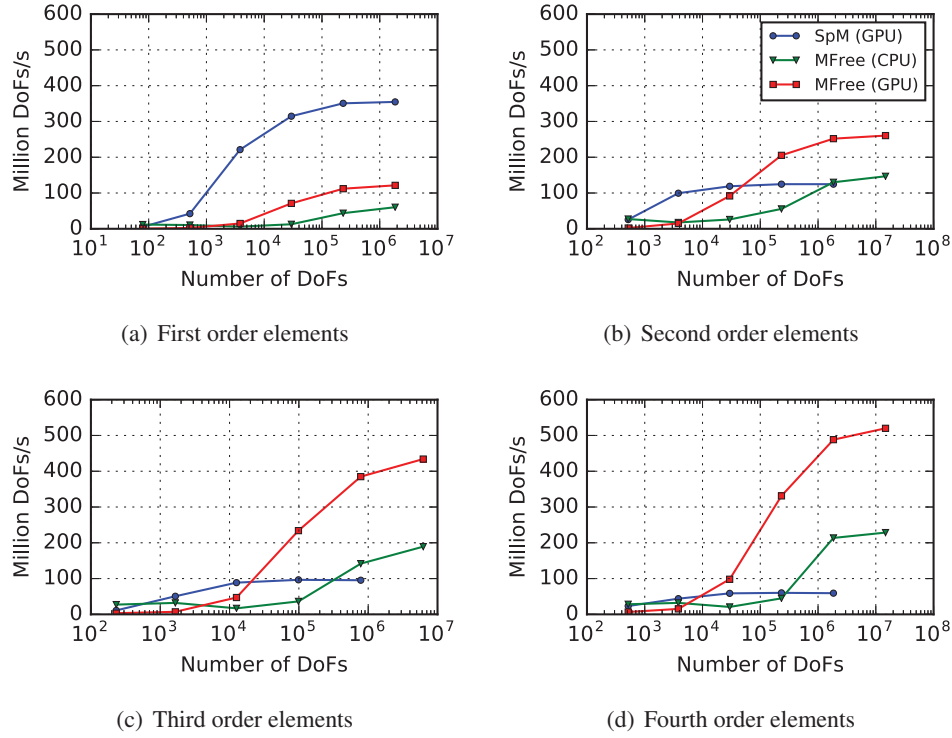 600
500
400
300
200
100
0
Million DoFs/s
10^1 10^2 10^3 10^4 10^5 10^6 10^7
Number of DoFs
(a) First order elements
600
500
400
300
200
100
0
Million DoFs/s
SpM (GPU)
MFree (CPU)
MFree (GPU)
10^2 10^3 10^4 10^5 10^6 10^7 10^8
Number of DoFs
(b) Second order elements
600
500
400
300
200
100
0
Million DoFs/s
10^2 10^3 10^4 10^5 10^6 10^7
Number of DoFs
(c) Third order elements
600
500
400
300
200
100
0
Million DoFs/s
10^2 10^3 10^4 10^5 10^6 10^7 10^8
Number of DoFs
(d) Fourth order elements